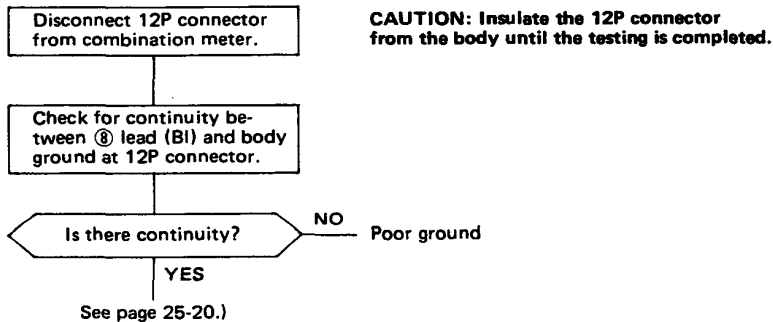 Disconnect 12P connector
from combination meter.
CAUTION: Insulate the 12P connector
from the body until the testing is completed.
Check for continuity be-
tween ⑧ lead (Bl) and body
ground at 12P connector.
Is there continuity?
NO
Poor ground
YES
See page 25-20.)